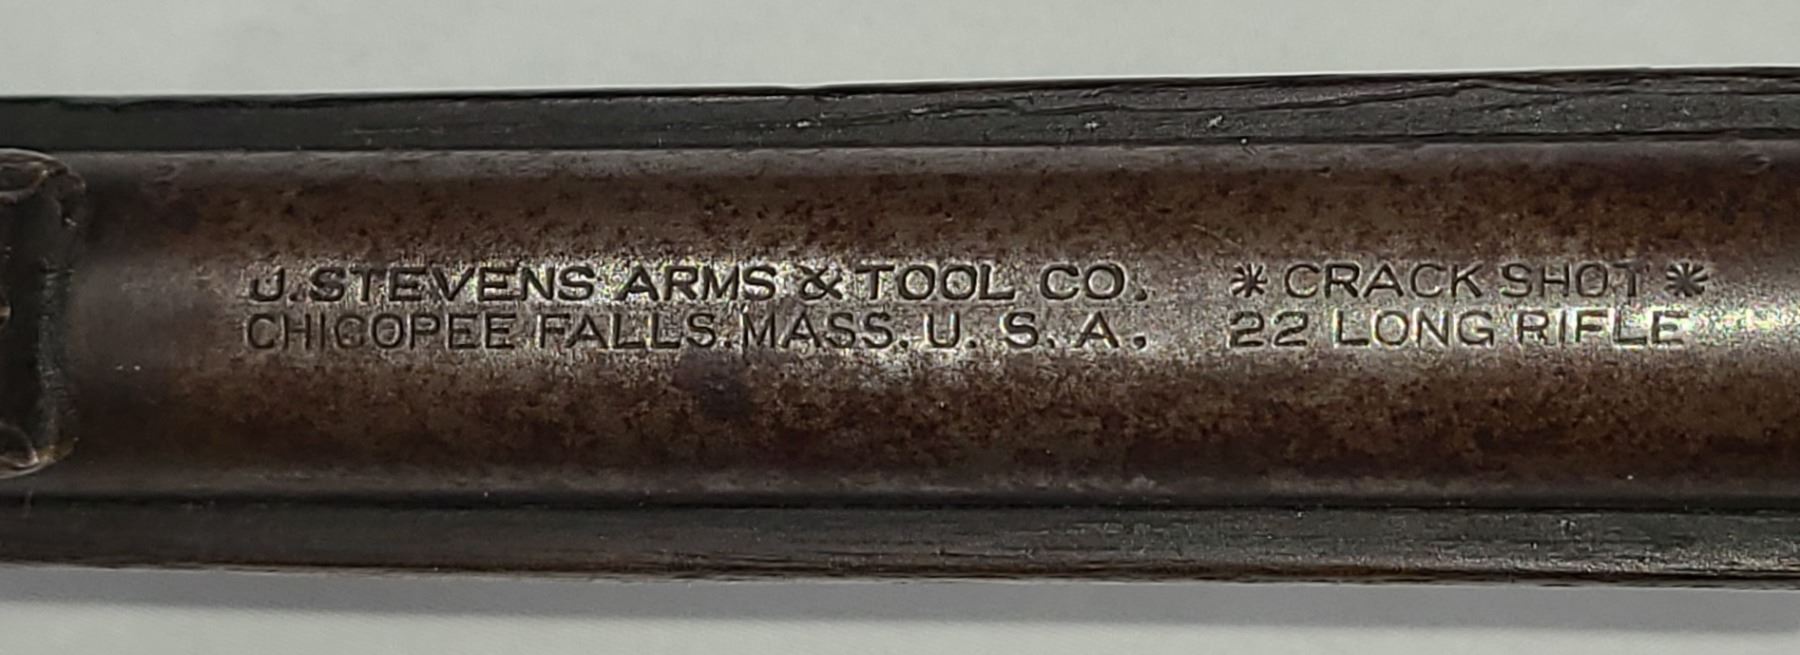 J. STEVENS ARMS & TOOL CO. * CRACK SHOT *
CHICOPEE FALLS. MASS. U. S. A. 22 LONG RIFLE